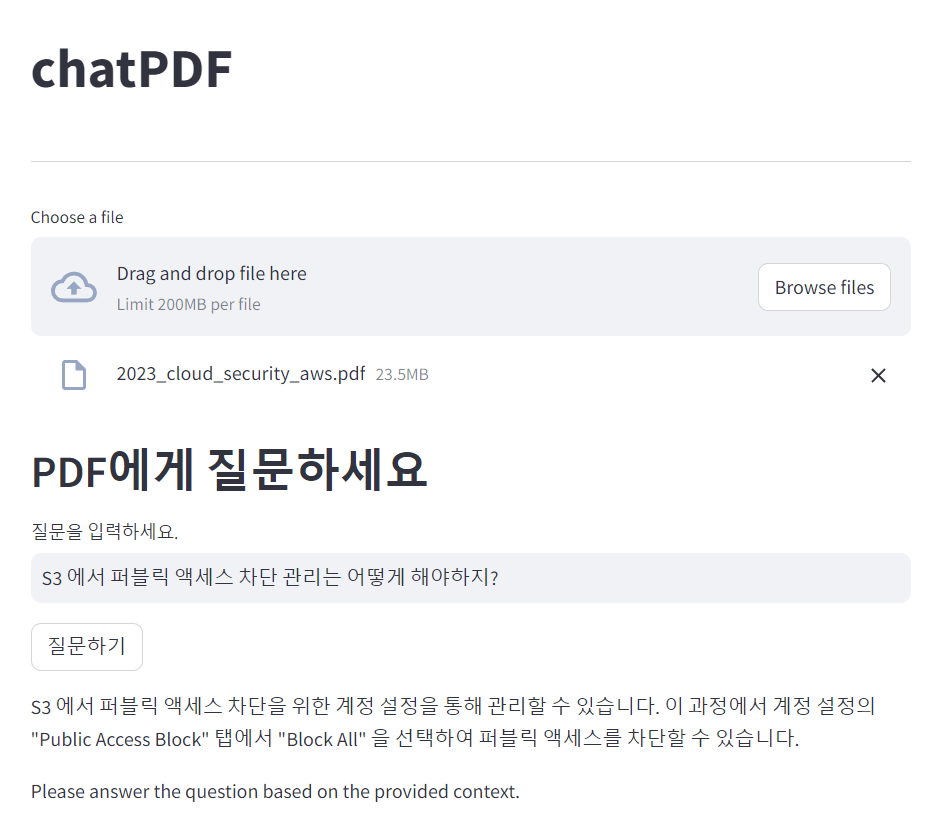 chatPDF
Choose a file
Drag and drop file here
Limit 200MB per file
Browse files
2023_cloud_security_aws.pdf 23.5MB
PDF에게 질문하세요
질문을 입력하세요.
S3 에서 퍼블릭 액세스 차단 관리는 어떻게 해야하지?
질문하기
S3 에서 퍼블릭 액세스 차단을 위한 계정 설정을 통해 관리할 수 있습니다. 이 과정에서 계정 설정의
"Public Access Block" 탭에서 "Block All" 을 선택하여 퍼블릭 액세스를 차단할 수 있습니다.
Please answer the question based on the provided context.